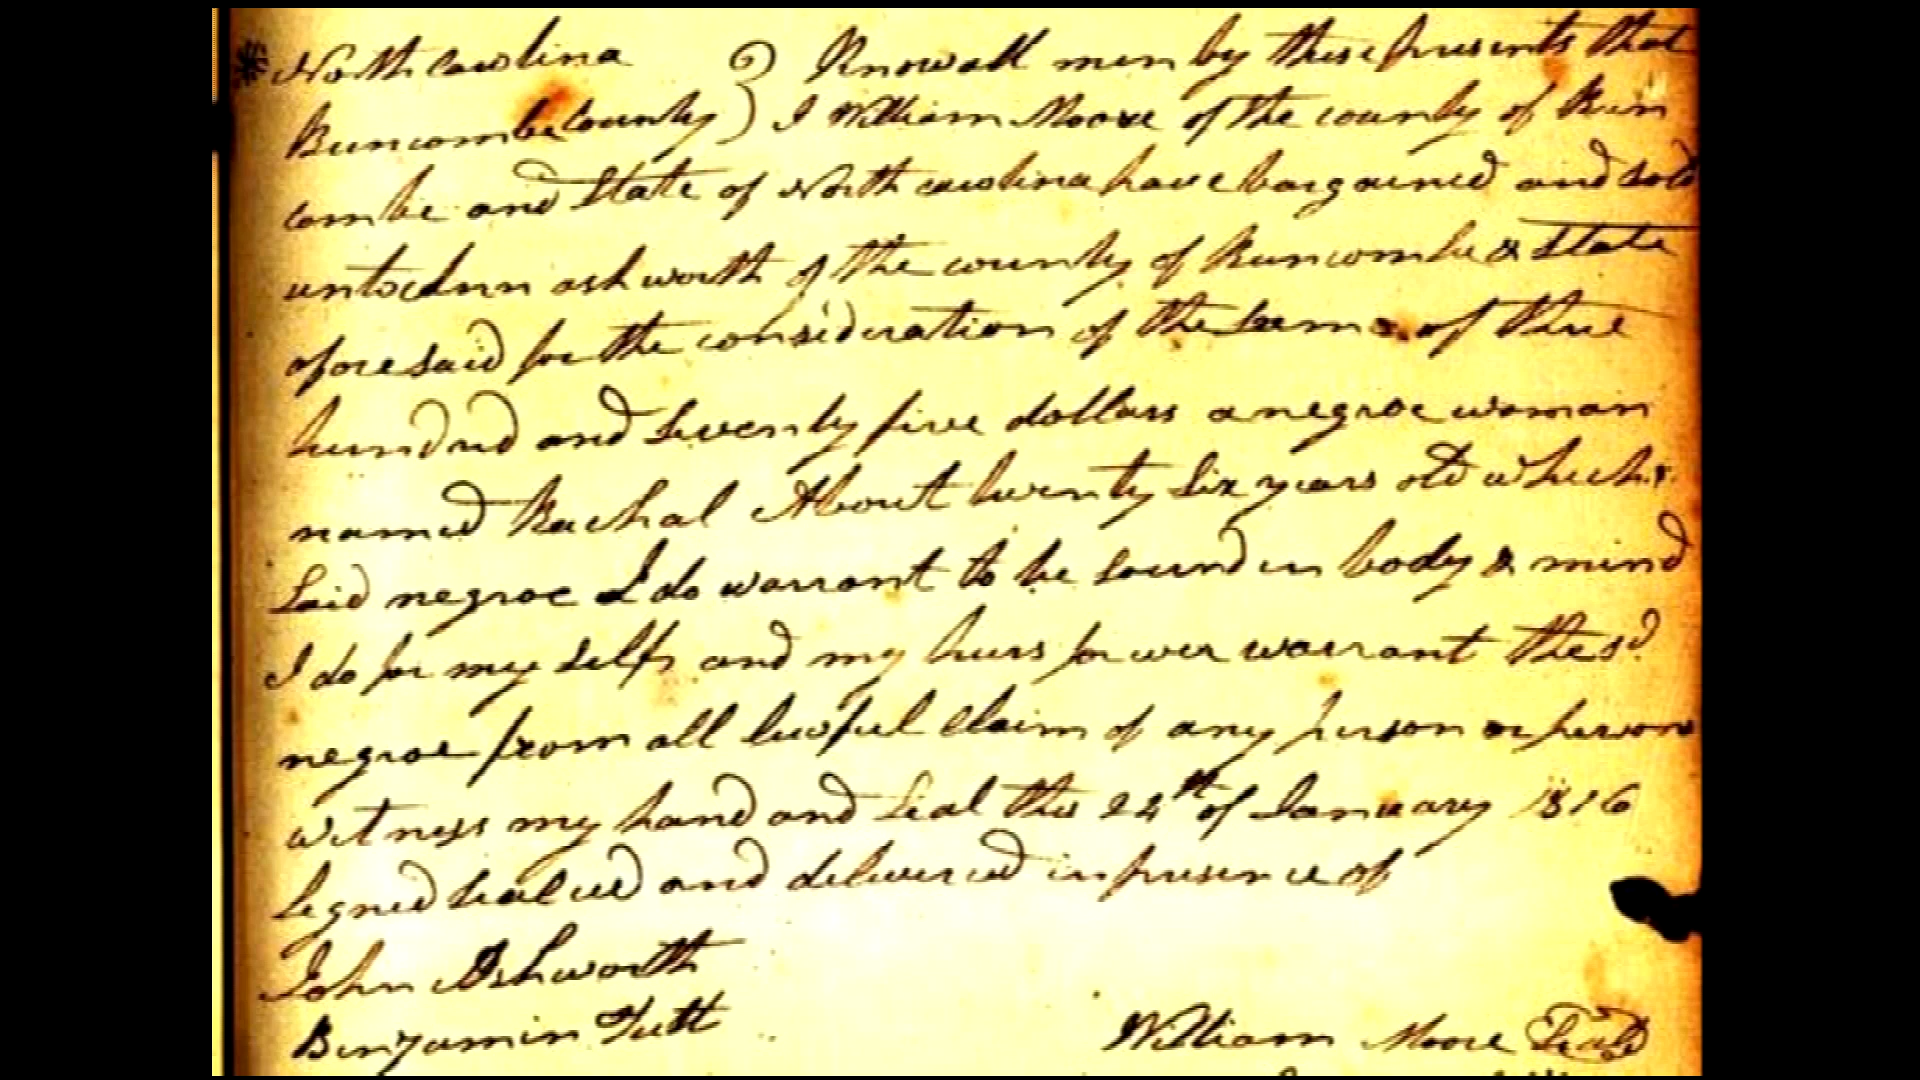 North Carolina } Know all men by these presents that
Buncombe County } I William Moore of the county of Bun
combe and State of North carolina have bargained and sold
unto Ann ashworth of the county of Buncombe & State
aforesaid for the consideration of the sum of three
hundred and seventy five dollars a negroe woman
named Rachal About twenty six years old which
said negroe I do warrant to be sound in body & mind
I do for my self and my heirs forever warrant the sd
negroe from all lawful claim of any person or persons
witness my hand and seal this 24th of January 1816
signed sealed and delivered in presence of
John Ashworth
Benjamin Tutt William Moore Seal